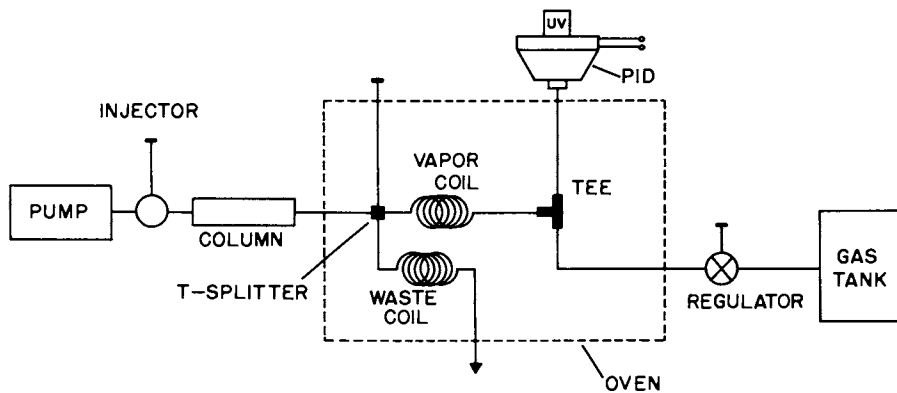 UV
PID
INJECTOR
VAPOR
COIL
TEE
PUMP
COLUMN
T-SPLITTER
WASTE
COIL
REGULATOR
GAS
TANK
OVEN